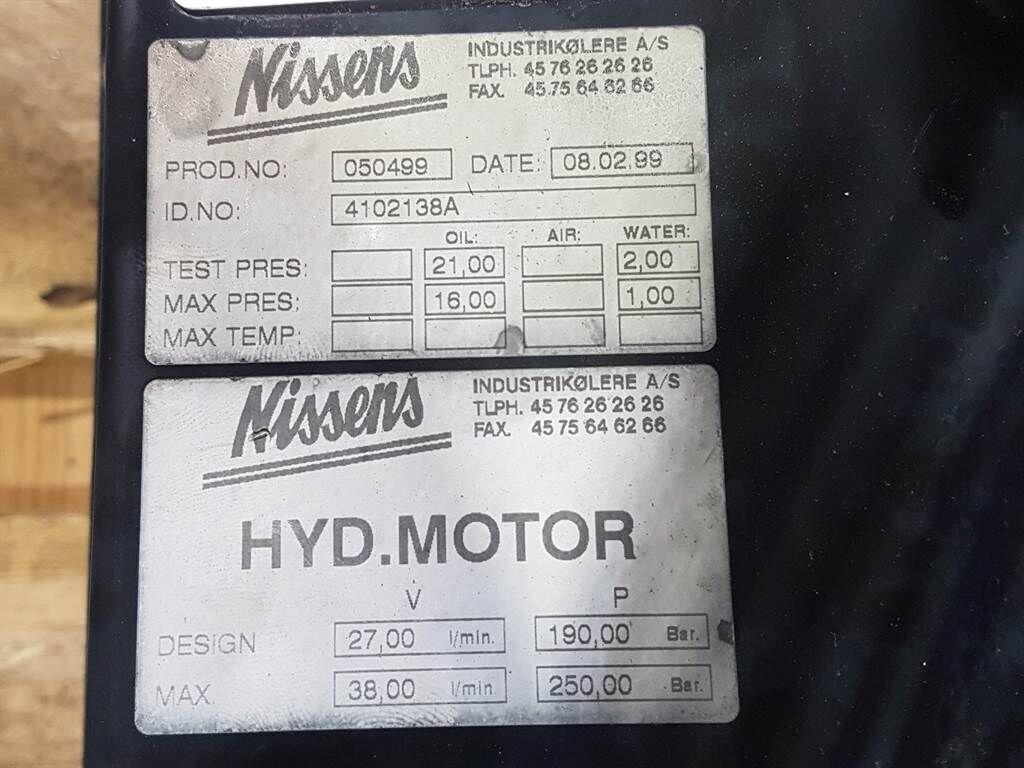 Nissens
INDUSTRIKØLERE A/S
TLPH. 45 76 26 26 26
FAX. 45 75 64 62 66
PROD.NO: 050499 DATE: 08.02.99
ID.NO: 4102138A
OIL: AIR: WATER:
TEST PRES: 21,00 2,00
MAX PRES: 16,00 1,00
MAX TEMP:
Nissens
INDUSTRIKØLERE A/S
TLPH. 45 76 26 26 26
FAX. 45 75 64 62 66
HYD.MOTOR
V P
DESIGN 27,00 l/min. 190,00 Bar.
MAX. 38,00 l/min. 250,00 Bar.